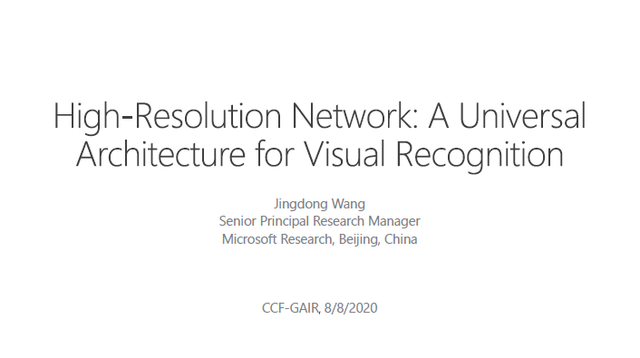 High-Resolution Network: A Universal
Architecture for Visual Recognition
Jingdong Wang
Senior Principal Research Manager
Microsoft Research, Beijing, China
CCF-GAIR, 8/8/2020